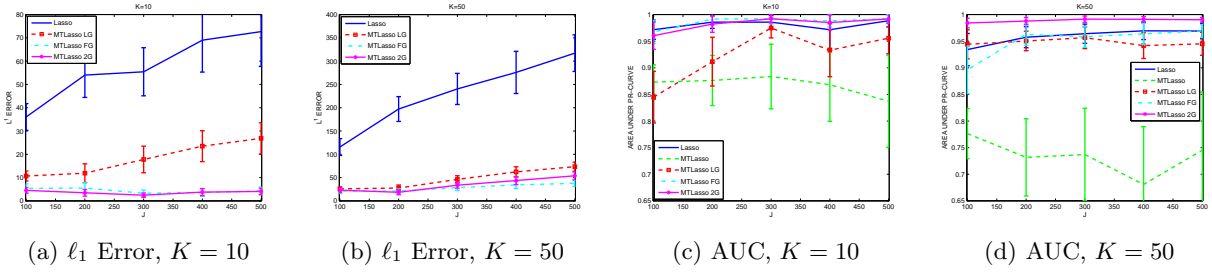 K=10
80
70
60
50
40
30
20
10
0
L¹ ERROR
Lasso
MTLasso LG
MTLasso FG
MTLasso 2G
100 150 200 250 300 350 400 450 500
J
(a) ℓ₁ Error, K = 10
K=50
400
350
300
250
200
150
100
50
0
L¹ ERROR
Lasso
MTLasso LG
MTLasso FG
MTLasso 2G
100 150 200 250 300 350 400 450 500
J
(b) ℓ₁ Error, K = 50
K=10
1
0.95
0.9
0.85
0.8
0.75
0.7
0.65
AREA UNDER PR-CURVE
Lasso
MTLasso
MTLasso LG
MTLasso FG
MTLasso 2G
100 150 200 250 300 350 400 450 500
J
(c) AUC, K = 10
K=50
1
0.95
0.9
0.85
0.8
0.75
0.7
0.65
AREA UNDER PR-CURVE
Lasso
MTLasso
MTLasso LG
MTLasso FG
MTLasso 2G
100 150 200 250 300 350 400 450 500
J
(d) AUC, K = 50